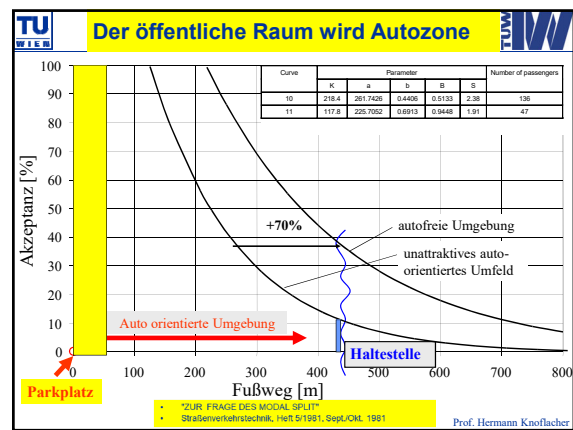 TU
WIEN
Der öffentliche Raum wird Autozone
TUW
Curve Parameter Number of passengers
K a b B S
10 218.4 261.7426 0.4406 0.5133 2.38 136
11 117.8 225.7052 0.6913 0.9448 1.91 47
Akzeptanz [%]
100
90
80
70
60
50
40
30
20
10
0
+70%
autofreie Umgebung
unattraktives auto-
orientiertes Umfeld
Auto orientierte Umgebung
Haltestelle
0 100 200 300 400 500 600 700 800
Parkplatz
Fußweg [m]
• "ZUR FRAGE DES MODAL SPLIT"
• Straßenverkehrstechnik, Heft 5/1981, Sept./Okt. 1981
Prof. Hermann Knoflacher